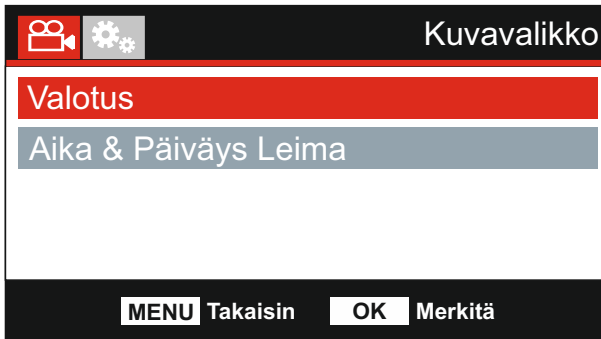 Kuvavalikko
Valotus
Aika & Päiväys Leima
MENU Takaisin OK Merkitä